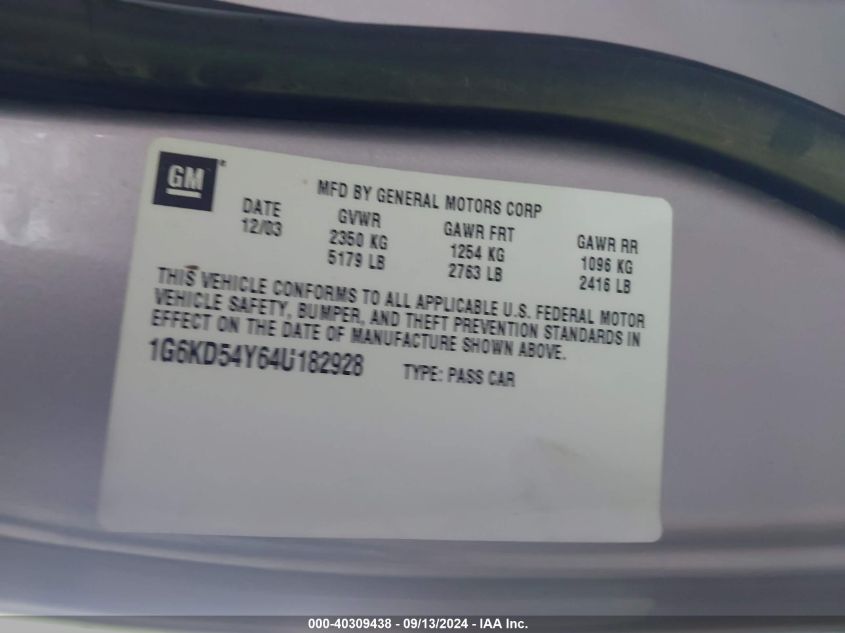 GM®
MFD BY GENERAL MOTORS CORP
DATE GVWR GAWR FRT GAWR RR
12/03 2350 KG 1254 KG 1096 KG
5179 LB 2763 LB 2416 LB
THIS VEHICLE CONFORMS TO ALL APPLICABLE U.S. FEDERAL MOTOR
VEHICLE SAFETY, BUMPER, AND THEFT PREVENTION STANDARDS IN
EFFECT ON THE DATE OF MANUFACTURE SHOWN ABOVE.
1G6KD54Y64U182928 TYPE: PASS CAR
000-40309438 - 09/13/2024 - IAA Inc.